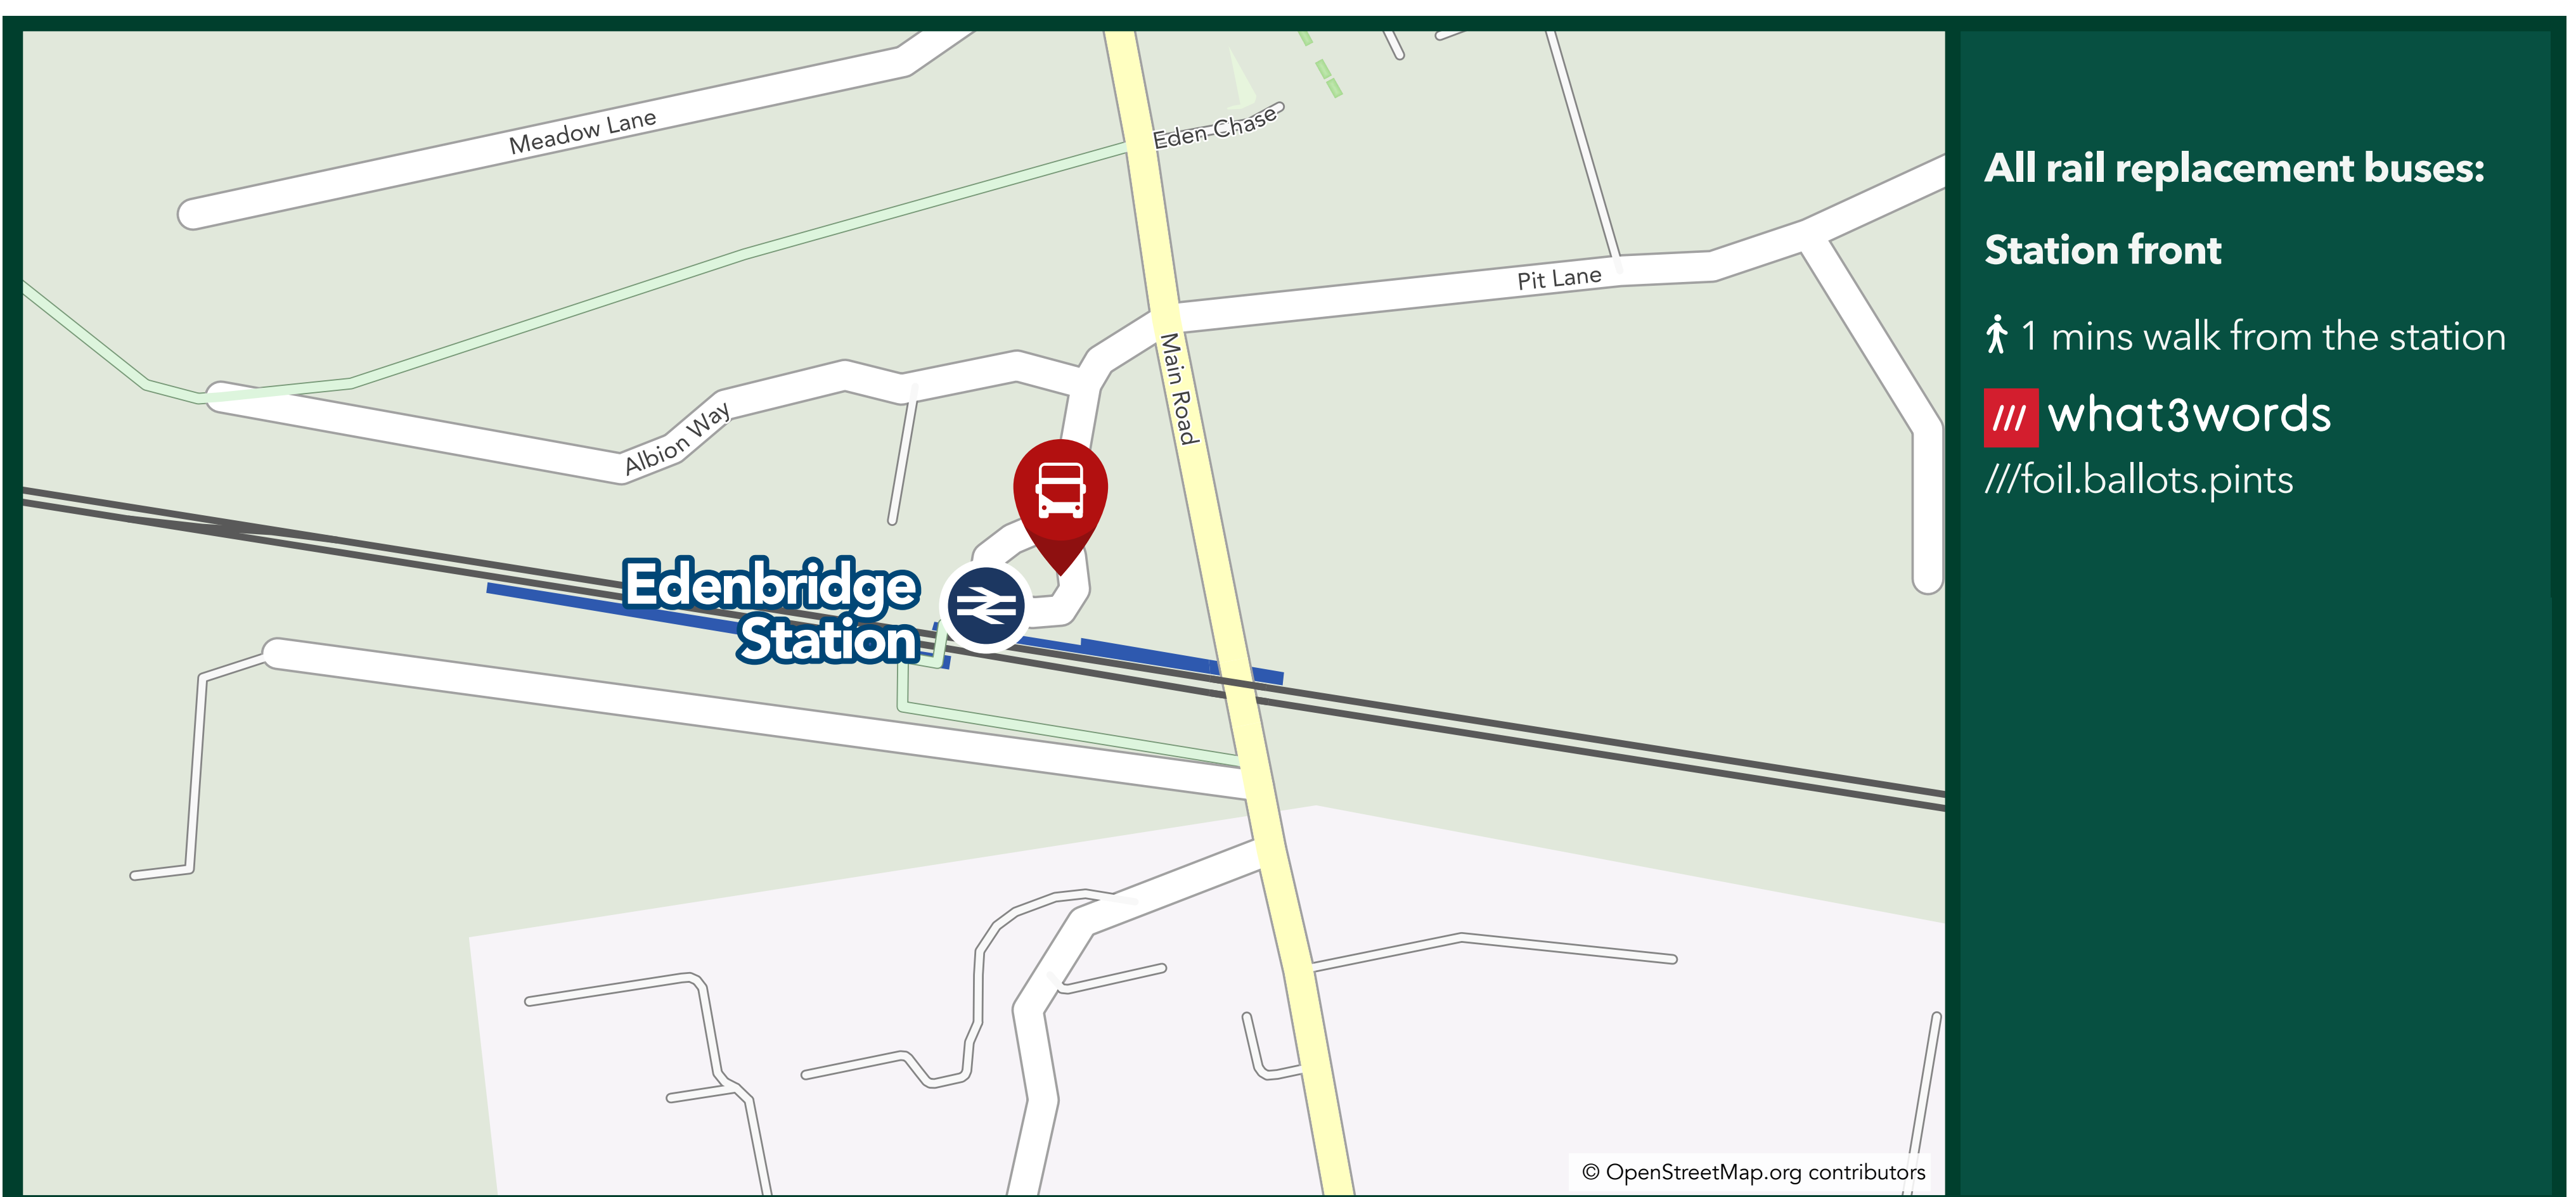 Meadow Lane
Eden Chase
Pit Lane
Main Road
Albion Way
Edenbridge
Station
© OpenStreetMap.org contributors
All rail replacement buses:
Station front
1 mins walk from the station
/// what3words
///foil.ballots.pints